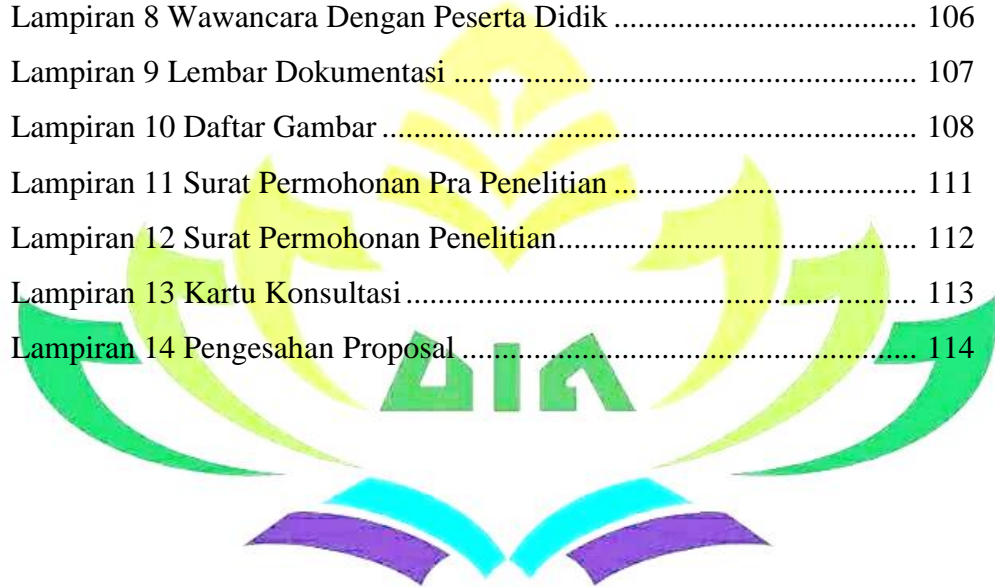 Lampiran 8 Wawancara Dengan Peserta Didik ...................................... 106
Lampiran 9 Lembar Dokumentasi .......................................................... 107
Lampiran 10 Daftar Gambar ................................................................... 108
Lampiran 11 Surat Permohonan Pra Penelitian .................................. 111
Lampiran 12 Surat Permohonan Penelitian............................................. 112
Lampiran 13 Kartu Konsultasi ................................................................ 113
Lampiran 14 Pengesahan Proposal ......................................................... 114